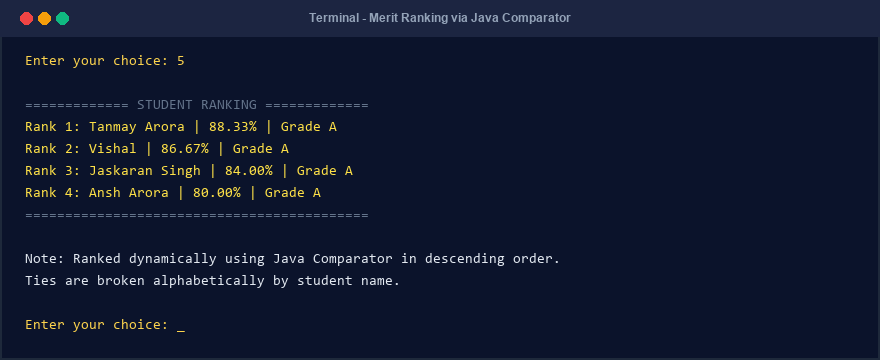 Terminal - Merit Ranking via Java Comparator
Enter your choice: 5
============= STUDENT RANKING =============
Rank 1: Tanmay Arora | 88.33% | Grade A
Rank 2: Vishal | 86.67% | Grade A
Rank 3: Jaskaran Singh | 84.00% | Grade A
Rank 4: Ansh Arora | 80.00% | Grade A
===========================================
Note: Ranked dynamically using Java Comparator in descending order.
Ties are broken alphabetically by student name.
Enter your choice: _